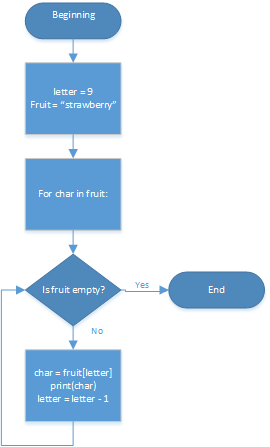 Beginning
letter = 9
Fruit = “strawberry”
For char in fruit:
Is fruit empty?
Yes
End
No
char = fruit[letter]
print(char)
letter = letter - 1